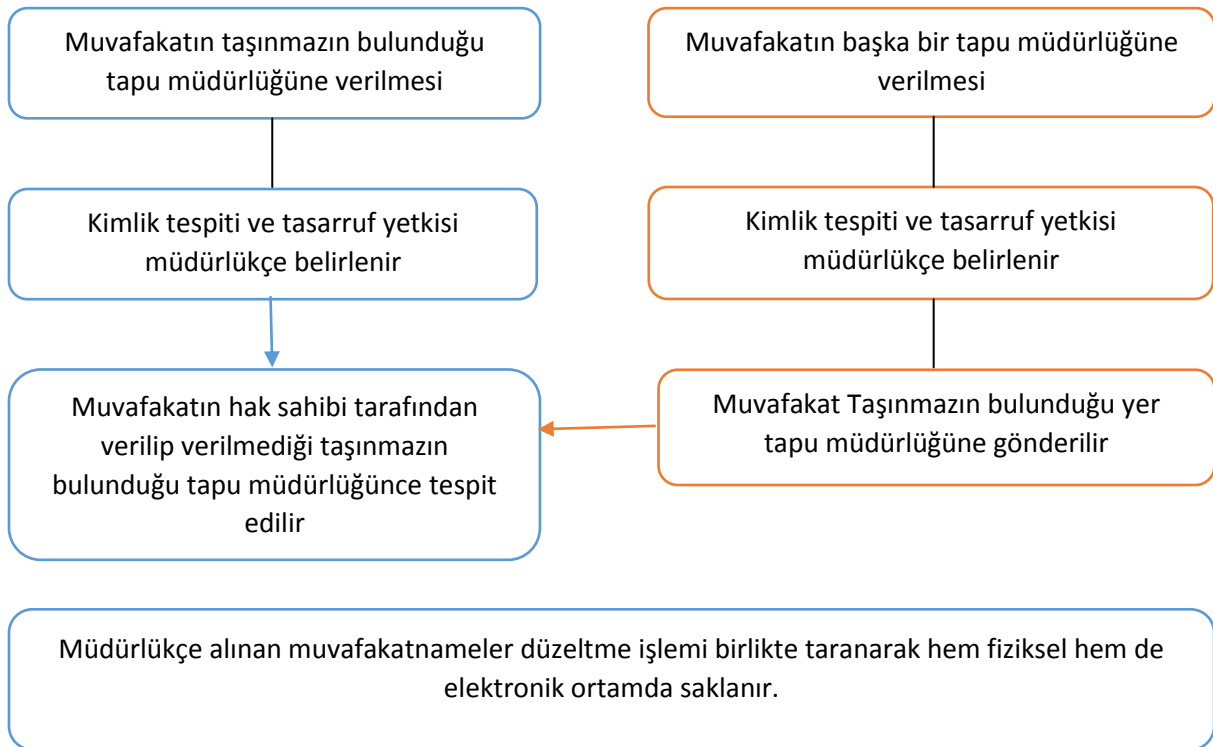 Muvafakatın taşınmazın bulunduğu
tapu müdürlüğüne verilmesi
Muvafakatın başka bir tapu müdürlüğüne
verilmesi
Kimlik tespiti ve tasarruf yetkisi
müdürlükçe belirlenir
Kimlik tespiti ve tasarruf yetkisi
müdürlükçe belirlenir
Muvafakatın hak sahibi tarafından
verilip verilmediği taşınmazın
bulunduğu tapu müdürlüğünce tespit
edilir
Muvafakat Taşınmazın bulunduğu yer
tapu müdürlüğüne gönderilir
Müdürlükçe alınan muvafakatnameler düzeltme işlemi birlikte taranarak hem fiziksel hem de
elektronik ortamda saklanır.